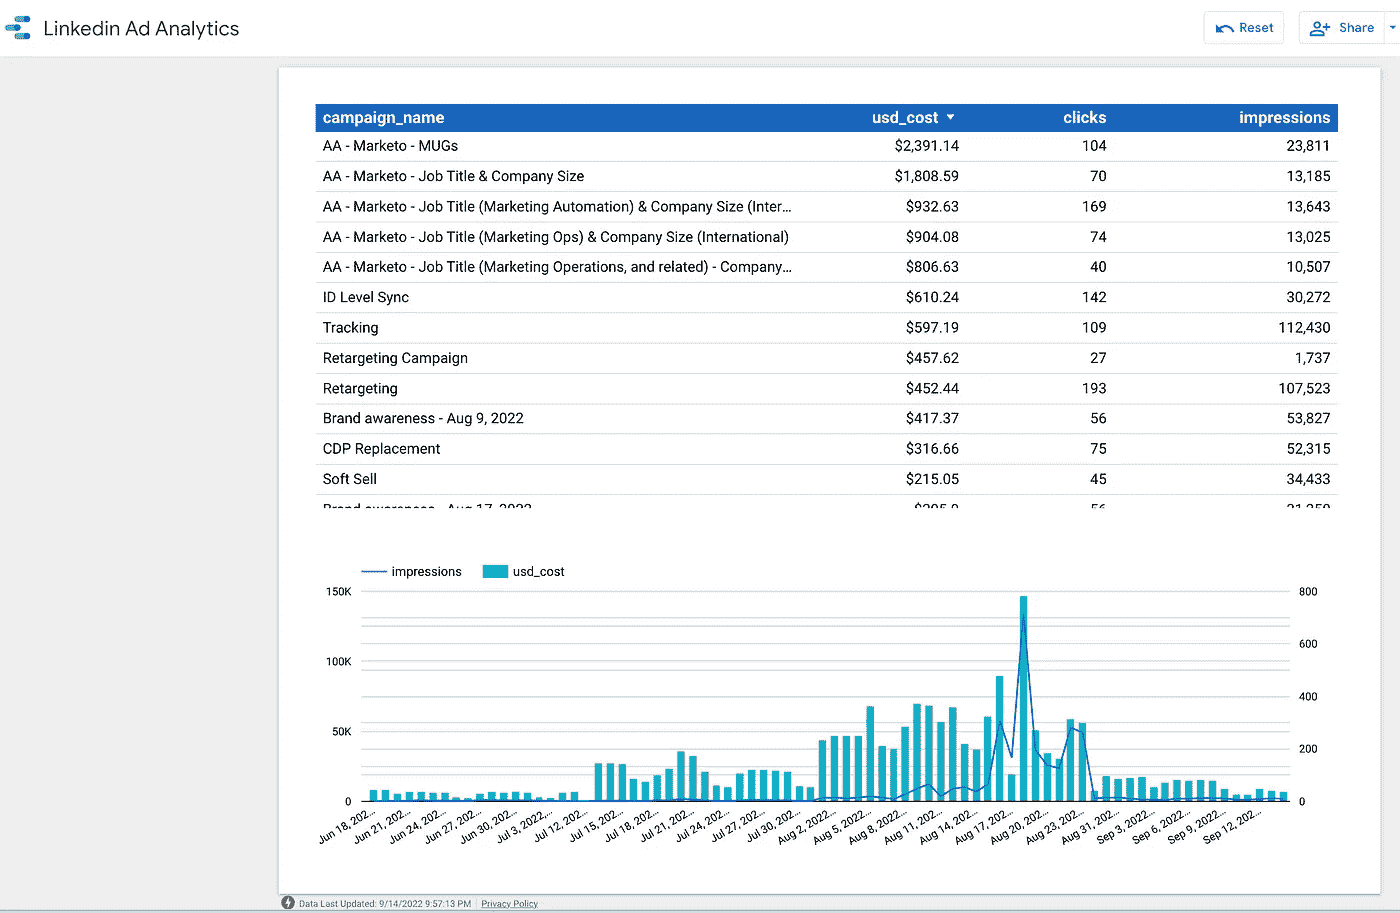 Linkedin Ad Analytics
Reset
Share
campaign_name usd_cost clicks impressions
AA - Marketo - MUGs $2,391.14 104 23,811
AA - Marketo - Job Title & Company Size $1,808.59 70 13,185
AA - Marketo - Job Title (Marketing Automation) & Company Size (Inter... $932.63 169 13,643
AA - Marketo - Job Title (Marketing Ops) & Company Size (International) $904.08 74 13,025
AA - Marketo - Job Title (Marketing Operations, and related) - Company... $806.63 40 10,507
ID Level Sync $610.24 142 30,272
Tracking $597.19 109 112,430
Retargeting Campaign $457.62 27 1,737
Retargeting $452.44 193 107,523
Brand awareness - Aug 9, 2022 $417.37 56 53,827
CDP Replacement $316.66 75 52,315
Soft Sell $215.05 45 34,433
Brand awareness - Aug 17, 2022
impressions usd_cost
150K 800
600
100K
400
50K
200
0 0
Jun 18, 202... Jun 21, 202... Jun 24, 202... Jun 27, 202... Jun 30, 202... Jul 3, 2022... Jul 12, 202... Jul 15, 202... Jul 18, 202... Jul 21, 202... Jul 24, 202... Jul 27, 202... Jul 30, 202... Aug 2, 2022... Aug 5, 2022... Aug 8, 2022... Aug 11, 202... Aug 14, 202... Aug 17, 202... Aug 20, 202... Aug 23, 202... Aug 31, 202... Sep 3, 2022... Sep 6, 2022... Sep 9, 2022... Sep 12, 202...
Data Last Updated: 9/14/2022 9:57:13 PM Privacy Policy